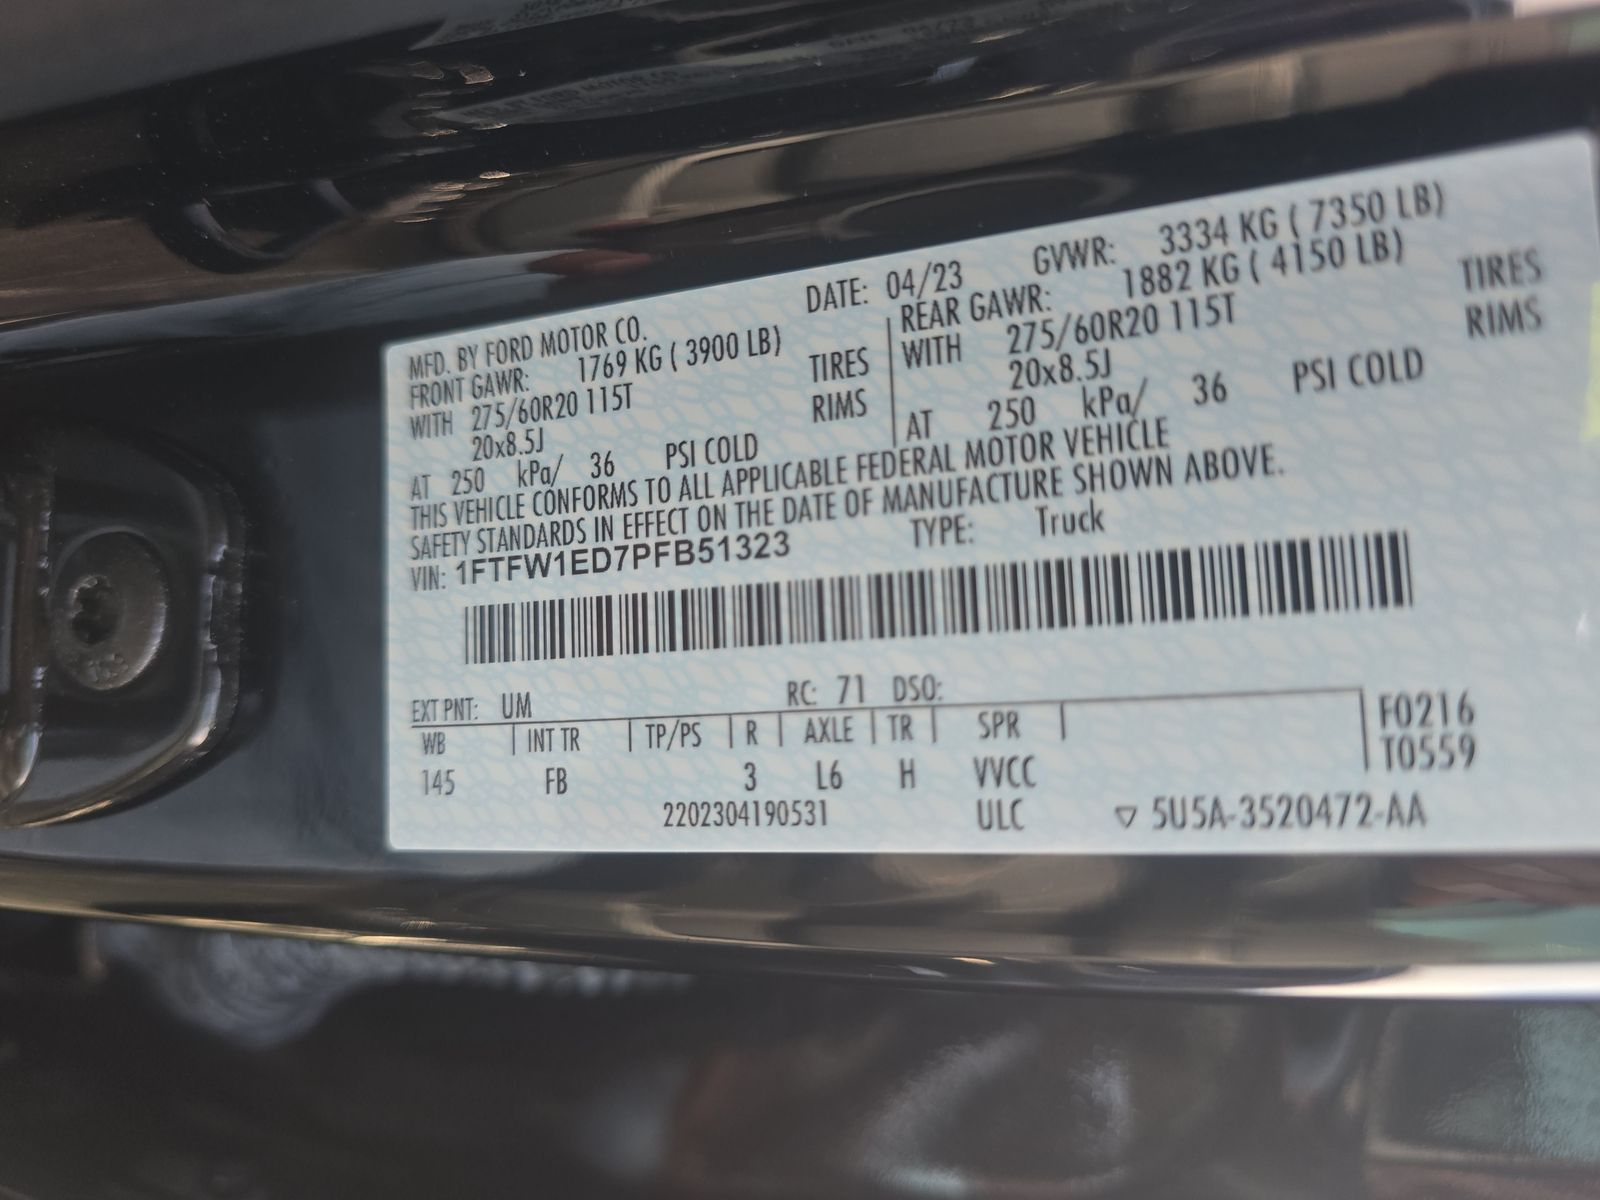 MFD. BY FORD MOTOR CO. DATE: 04/23 GVWR: 3334 KG ( 7350 LB)
FRONT GAWR: 1769 KG ( 3900 LB) REAR GAWR: 1882 KG ( 4150 LB)
WITH 275/60R20 115T TIRES WITH 275/60R20 115T TIRES
20x8.5J RIMS 20x8.5J RIMS
AT 250 kPa/ 36 PSI COLD AT 250 kPa/ 36 PSI COLD
THIS VEHICLE CONFORMS TO ALL APPLICABLE FEDERAL MOTOR VEHICLE
SAFETY STANDARDS IN EFFECT ON THE DATE OF MANUFACTURE SHOWN ABOVE.
VIN: 1FTFW1ED7PFB51323 TYPE: Truck
EXT PNT: UM RC: 71 DSO:
WB INT TR TP/PS R AXLE TR SPR F0216
T0559
145 FB 3 L6 H VVCC
2202304190531 ULC ▽ 5U5A-3520472-AA